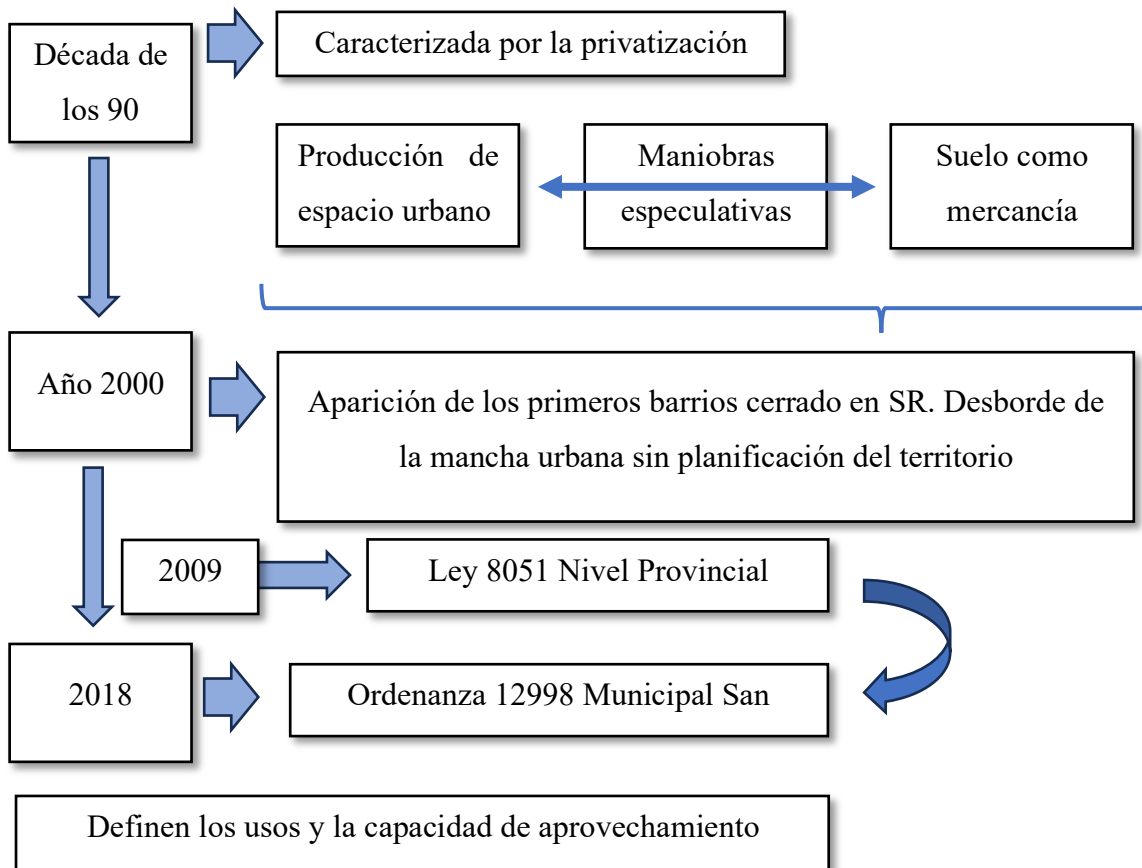 Década de
los 90
Caracterizada por la privatización
Producción de
espacio urbano
Maniobras
especulativas
Suelo como
mercancía
Año 2000
Aparición de los primeros barrios cerrado en SR. Desborde de
la mancha urbana sin planificación del territorio
2009
Ley 8051 Nivel Provincial
2018
Ordenanza 12998 Municipal San
Definen los usos y la capacidad de aprovechamiento